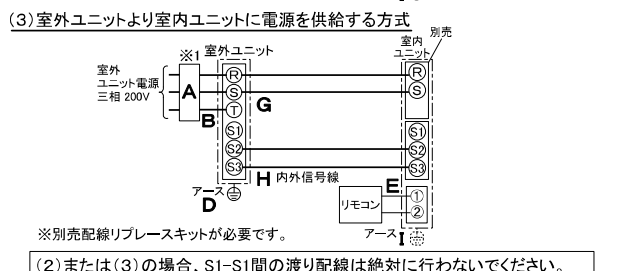 (3)室外ユニットより室内ユニットに電源を供給する方式
別売
※1
室外ユニット
室内
ユニット
室外
ユニット電源
三相 200V
A
R
S
T
B
G
R
S
S1
S2
S3
S1
S2
S3
H 内外信号線
アース
D
E
リモコン
①
②
※別売配線リプレースキットが必要です。
アース I
(2)または(3)の場合、S1-S1間の渡り配線は絶対に行わないでください。